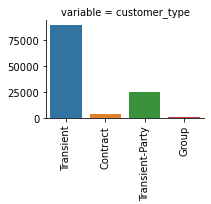 variable = customer_type
75000
50000
25000
0
Transient
Contract
Transient-Party
Group